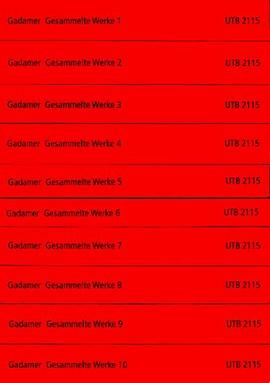 Gadamer Gesammelte Werke 1 UTB 2115
Gadamer Gesammelte Werke 2 UTB 2115
Gadamer Gesammelte Werke 3 UTB 2115
Gadamer Gesammelte Werke 4 UTB 2115
Gadamer Gesammelte Werke 5 UTB 2115
Gadamer Gesammelte Werke 6 UTB 2115
Gadamer Gesammelte Werke 7 UTB 2115
Gadamer Gesammelte Werke 8 UTB 2115
Gadamer Gesammelte Werke 9 UTB 2115
Gadamer Gesammelte Werke 10 UTB 2115